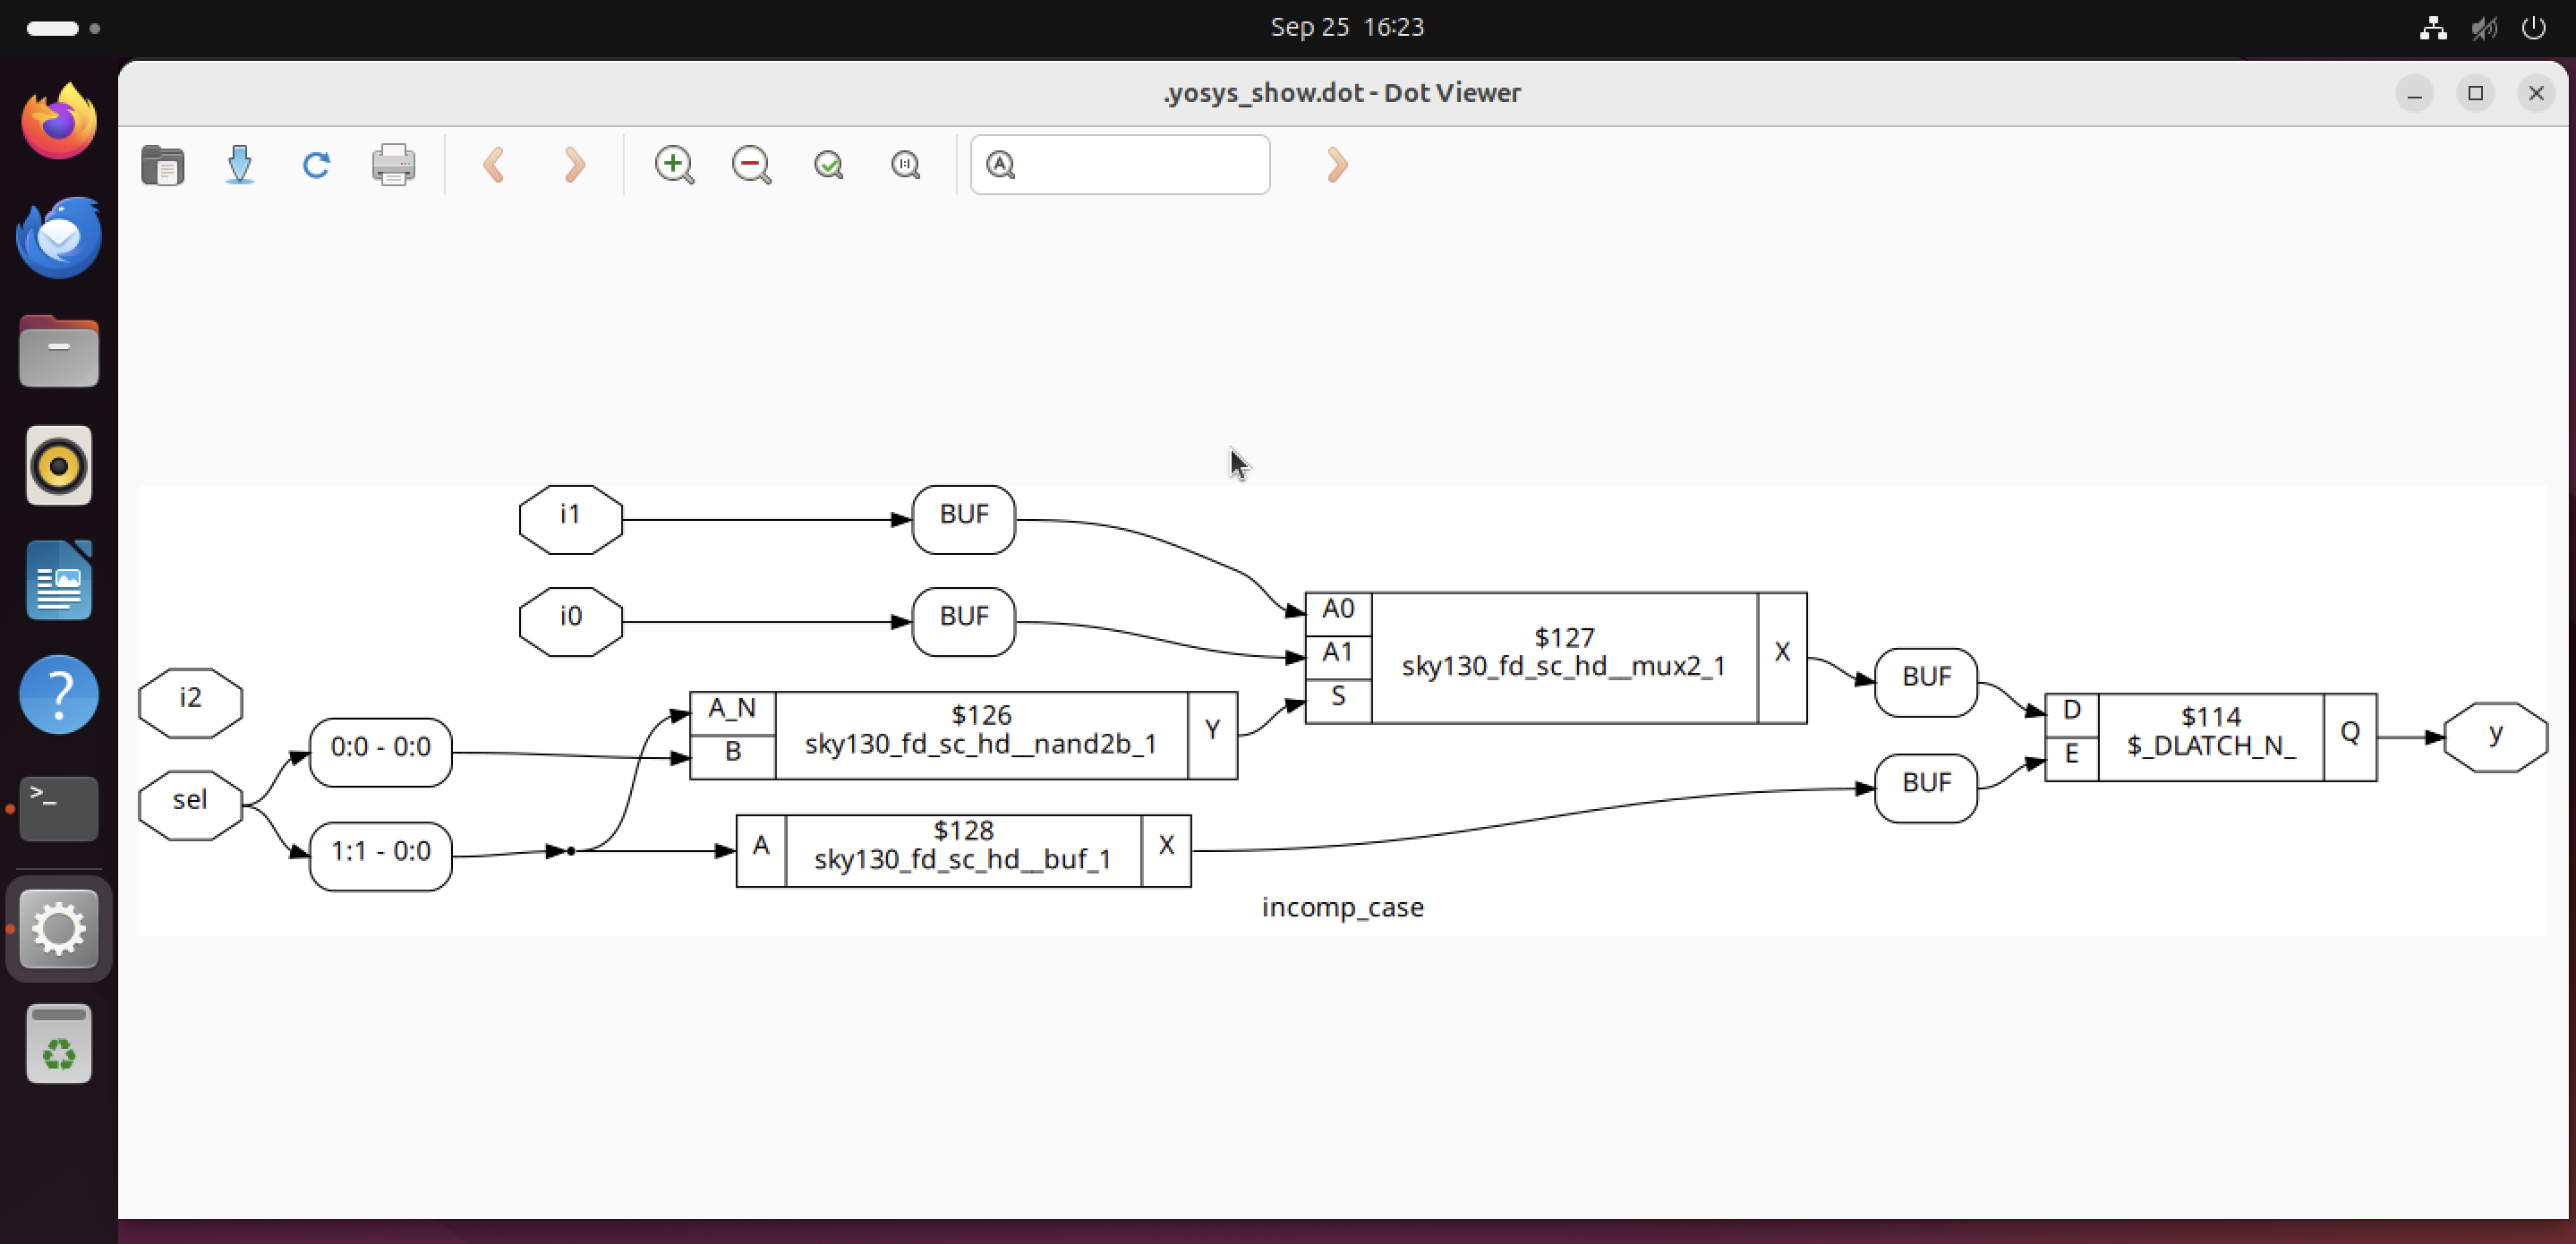 Sep 25 16:23
.yosys_show.dot - Dot Viewer
i1
BUF
i0
BUF
A0
A1
S
$127
sky130_fd_sc_hd__mux2_1
X
i2
sel
0:0 - 0:0
1:1 - 0:0
A_N
B
$126
sky130_fd_sc_hd__nand2b_1
Y
A
$128
sky130_fd_sc_hd__buf_1
X
BUF
BUF
D
E
$114
$_DLATCH_N_
Q
y
incomp_case